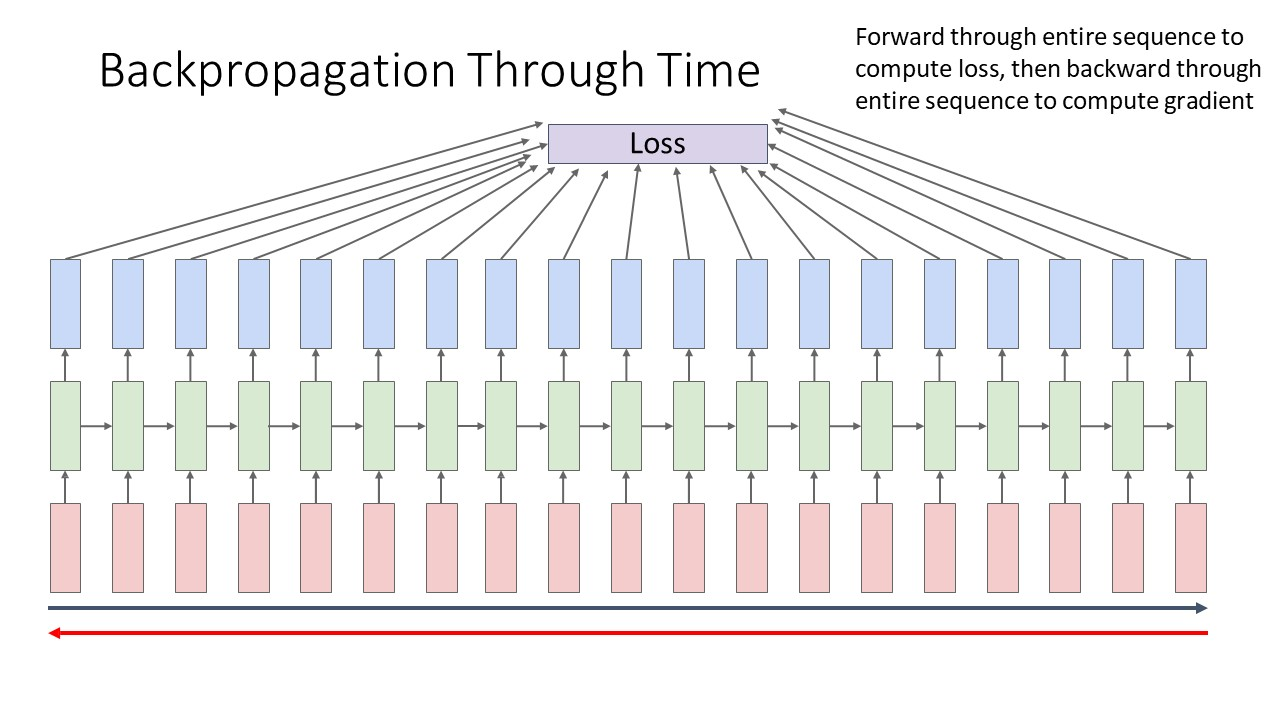 Backpropagation Through Time
Forward through entire sequence to
compute loss, then backward through
entire sequence to compute gradient
Loss